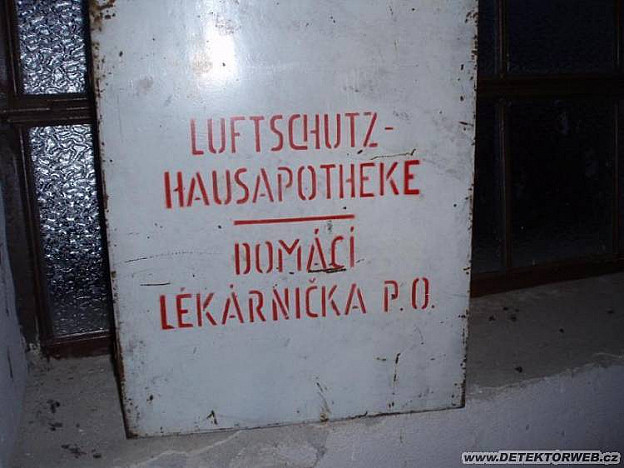 LUFTSCHUTZ-
HAUSAPOTHEKE
DOMÁCÍ
LÉKÁRNIČKA P.O.
www.DETEKTORWEB.cz